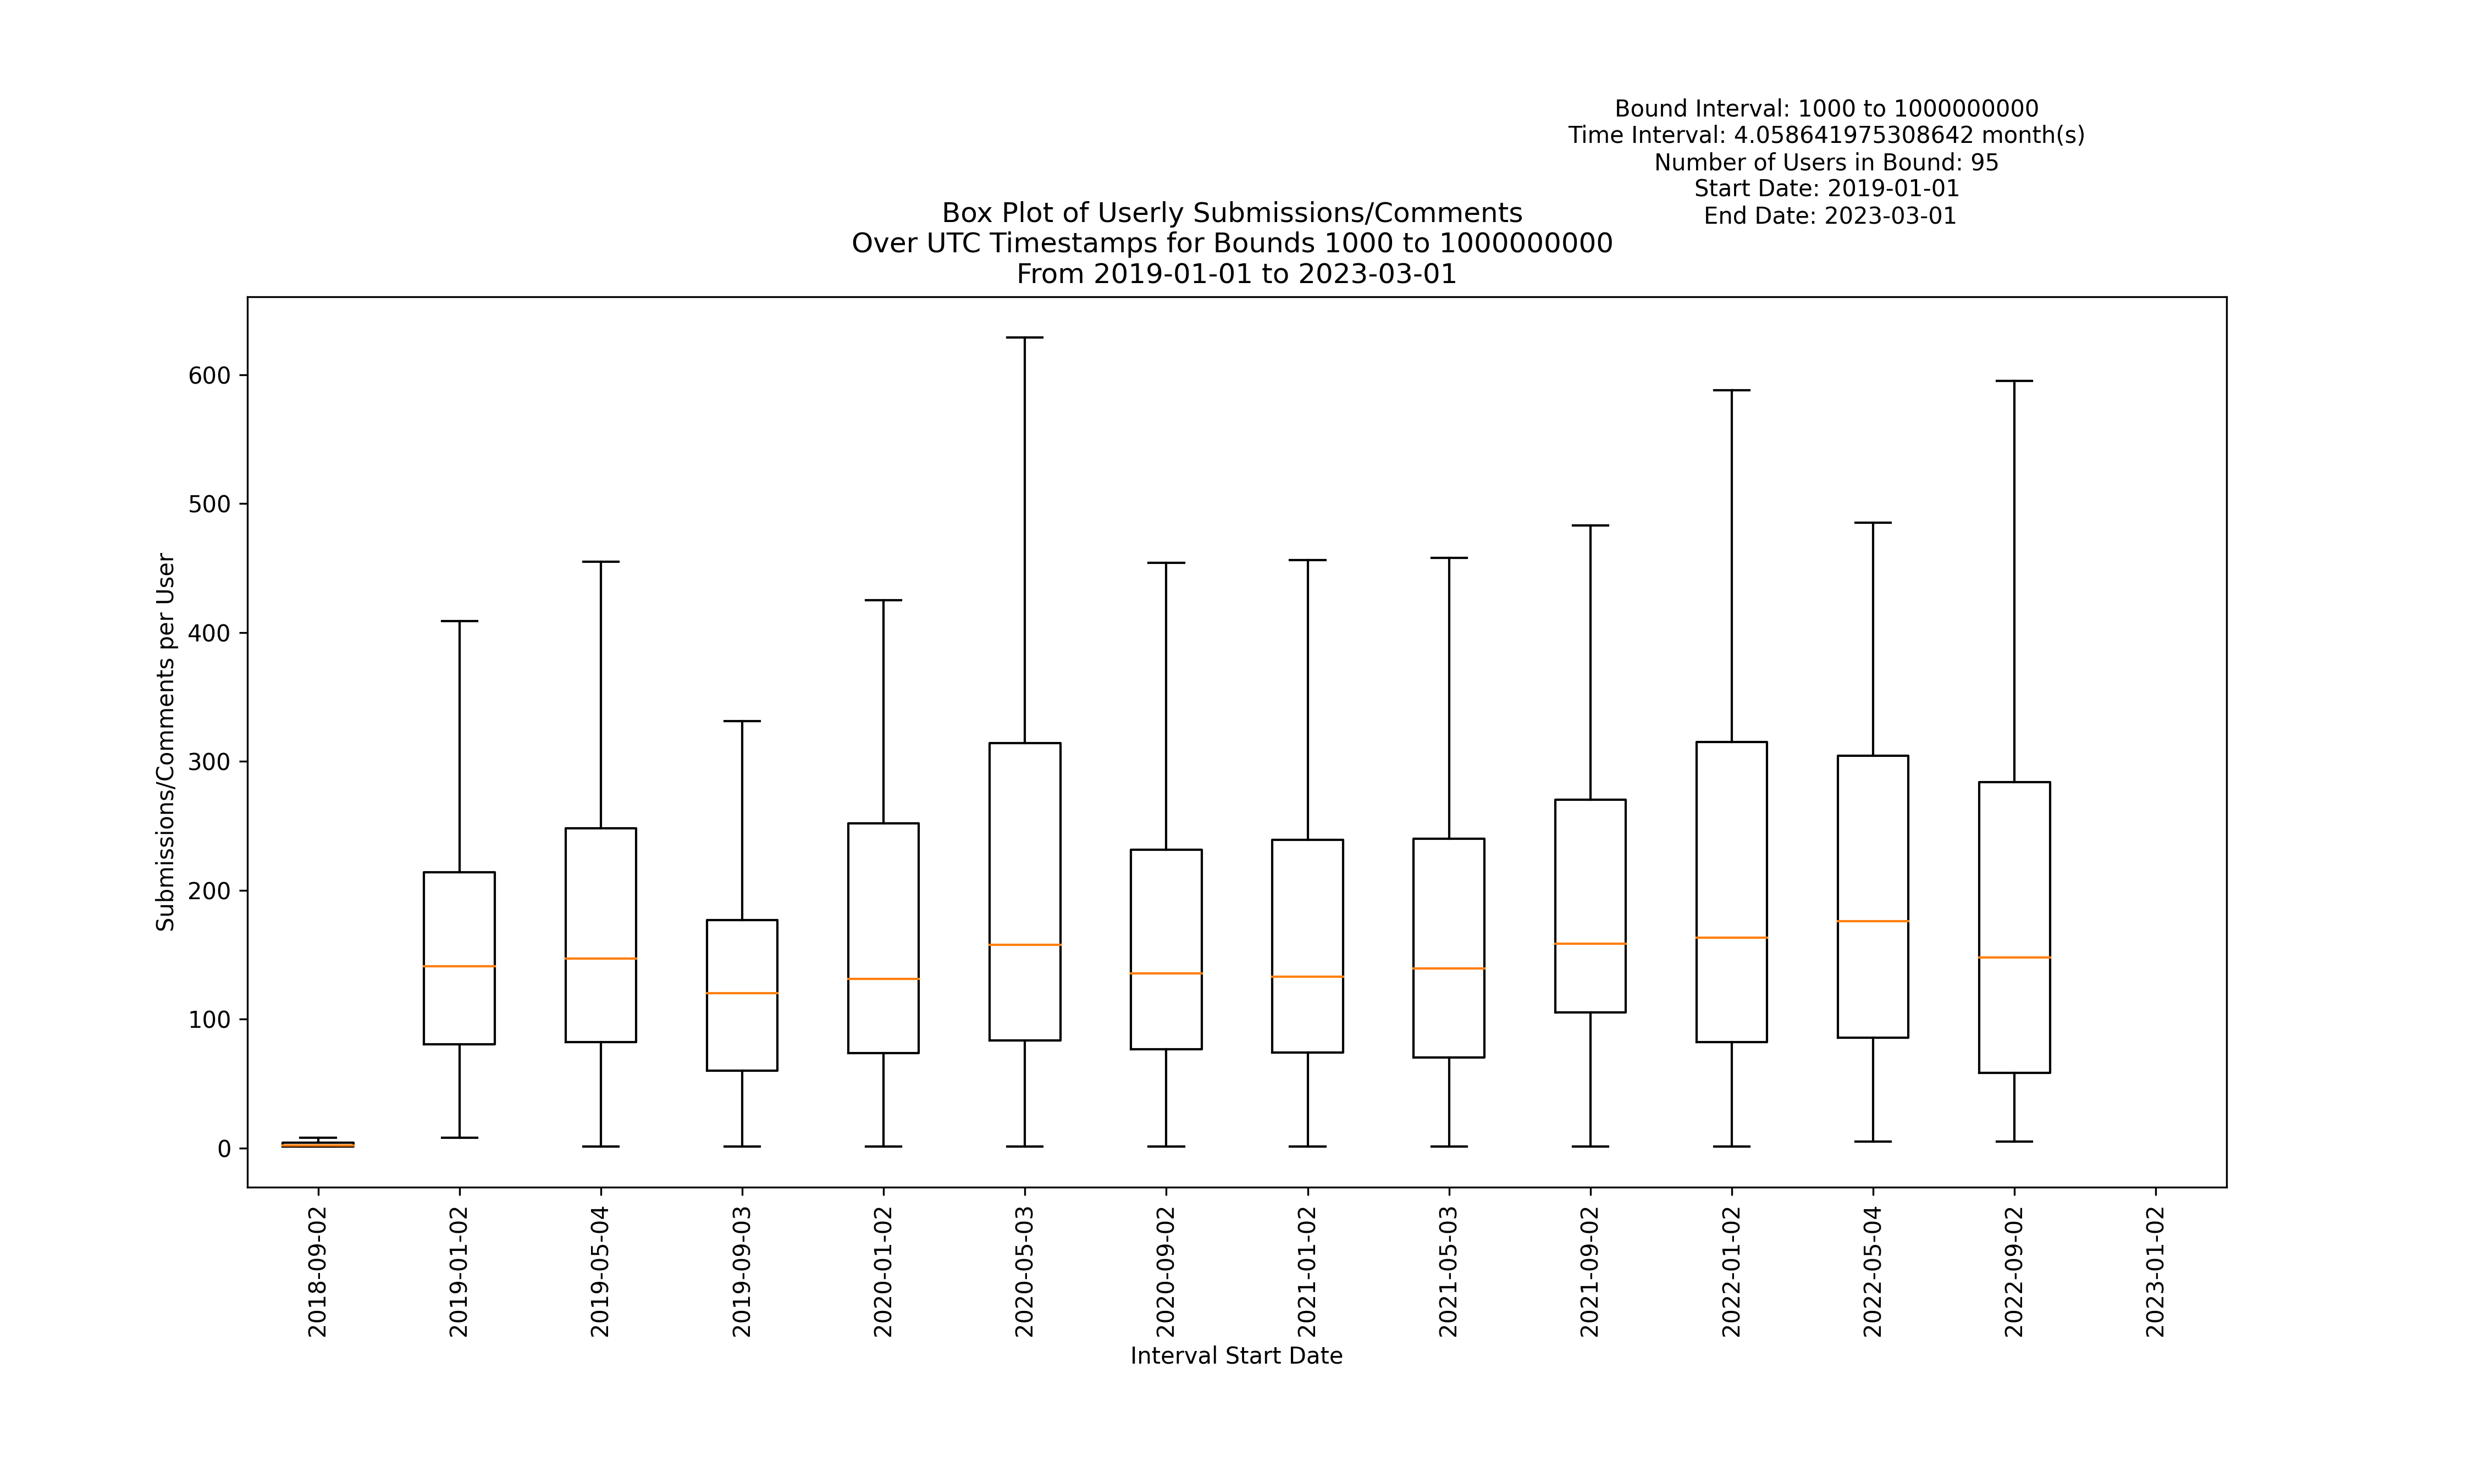 Bound Interval: 1000 to 1000000000
Time Interval: 4.058641975308642 month(s)
Number of Users in Bound: 95
Start Date: 2019-01-01
End Date: 2023-03-01
Box Plot of Userly Submissions/Comments
Over UTC Timestamps for Bounds 1000 to 1000000000
From 2019-01-01 to 2023-03-01
Submissions/Comments per User
600
500
400
300
200
100
0
2018-09-02
2019-01-02
2019-05-04
2019-09-03
2020-01-02
2020-05-03
2020-09-02
2021-01-02
2021-05-03
2021-09-02
2022-01-02
2022-05-04
2022-09-02
2023-01-02
Interval Start Date